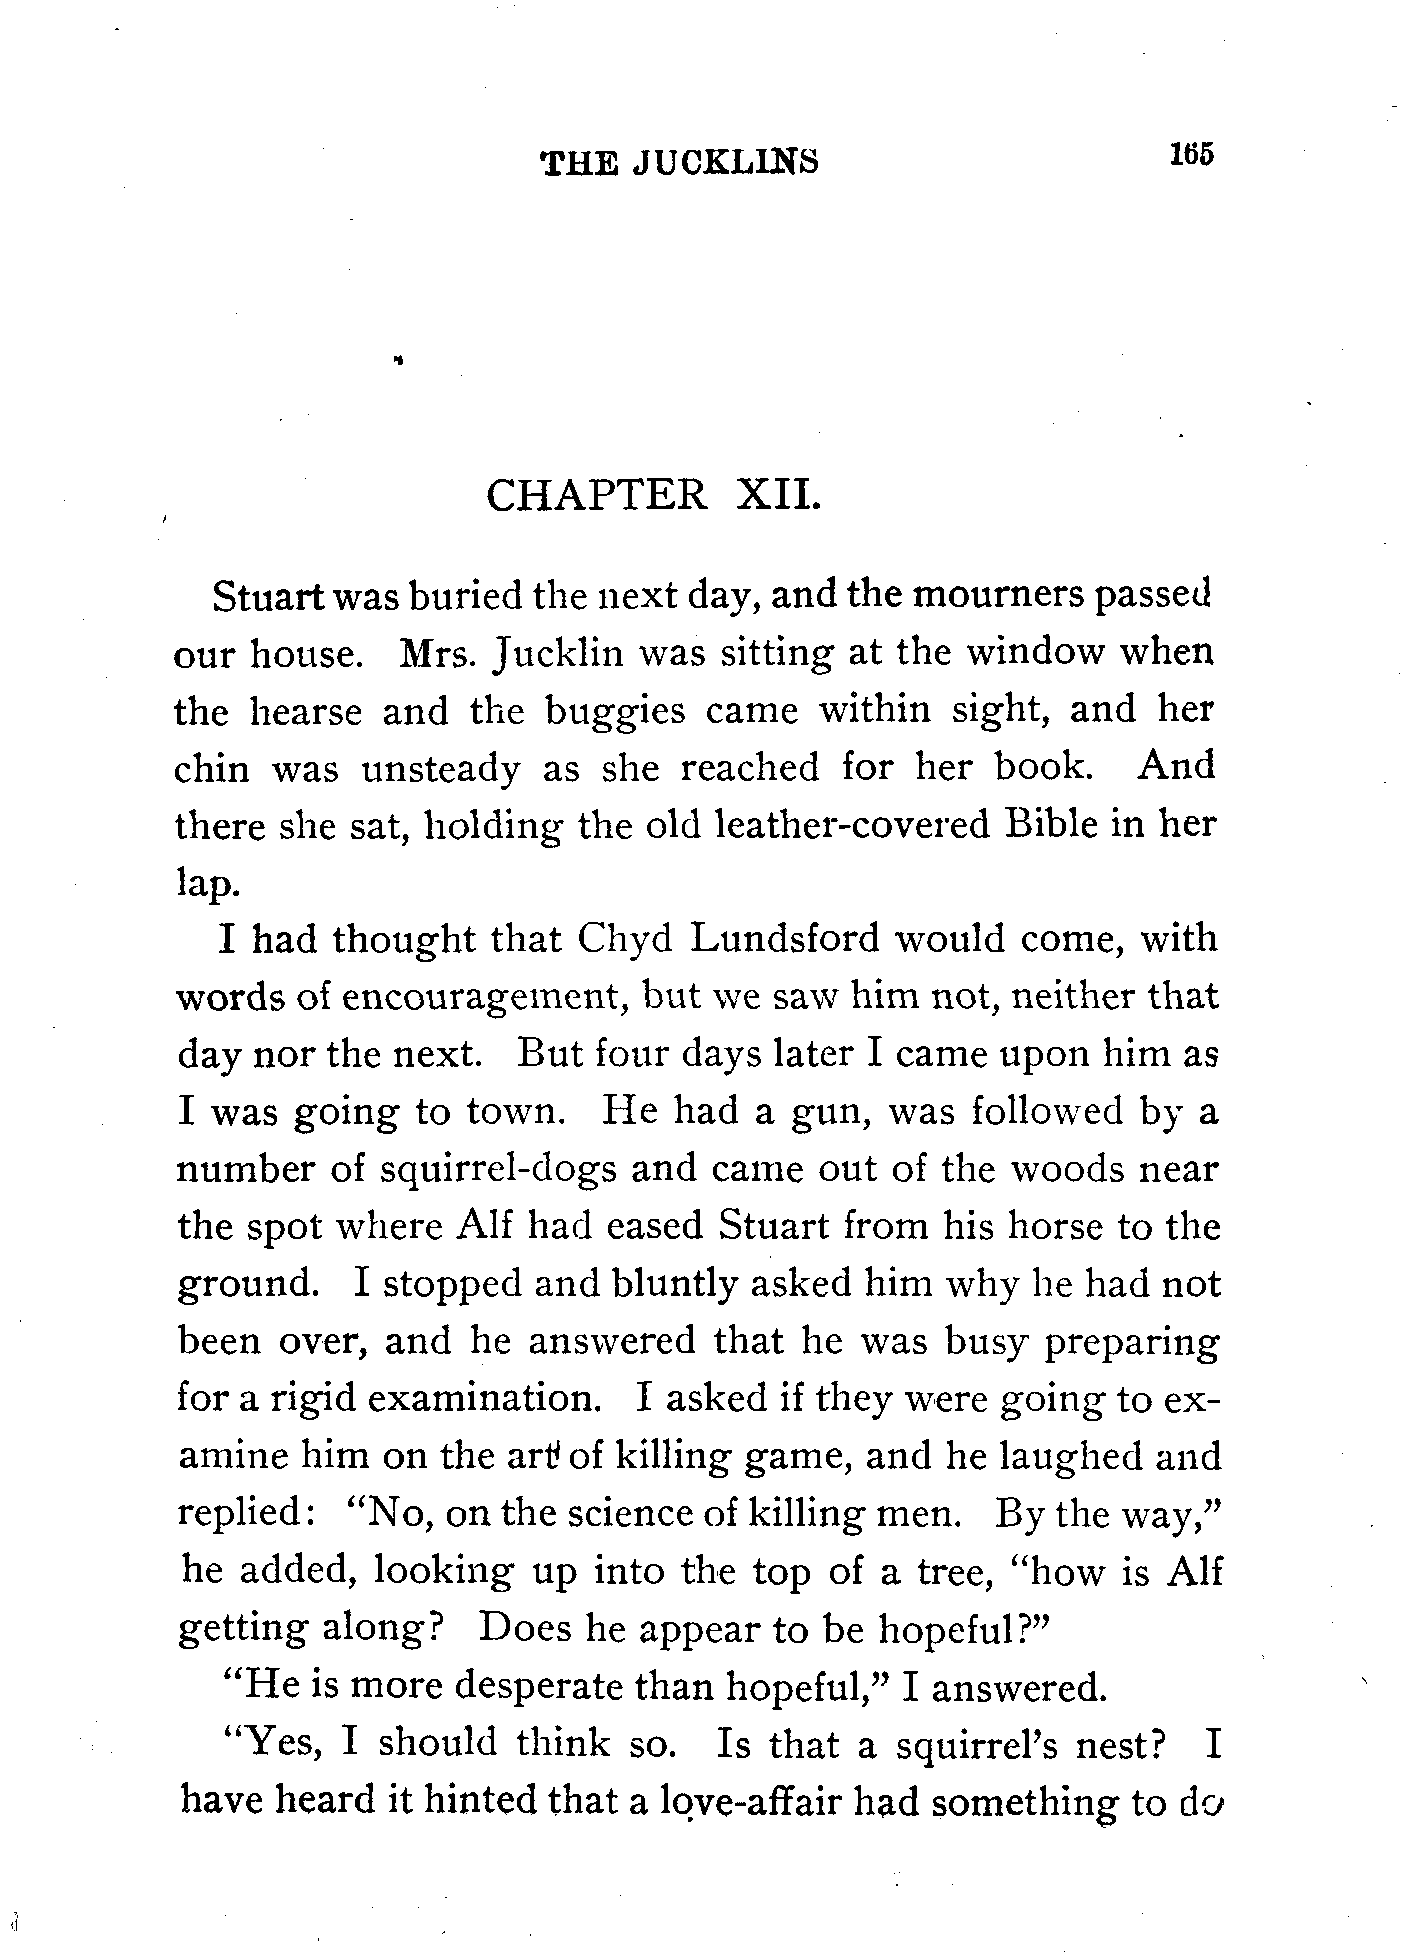 THE JUCKLINS 165
CHAPTER XII.
Stuart was buried the next day, and the mourners passed
our house. Mrs. Jucklin was sitting at the window when
the hearse and the buggies came within sight, and her
chin was unsteady as she reached for her book. And
there she sat, holding the old leather-covered Bible in her
lap.
I had thought that Chyd Lundsford would come, with
words of encouragement, but we saw him not, neither that
day nor the next. But four days later I came upon him as
I was going to town. He had a gun, was followed by a
number of squirrel-dogs and came out of the woods near
the spot where Alf had eased Stuart from his horse to the
ground. I stopped and bluntly asked him why he had not
been over, and he answered that he was busy preparing
for a rigid examination. I asked if they were going to ex-
amine him on the art of killing game, and he laughed and
replied: "No, on the science of killing men. By the way,"
he added, looking up into the top of a tree, "how is Alf
getting along? Does he appear to be hopeful?"
"He is more desperate than hopeful," I answered.
"Yes, I should think so. Is that a squirrel's nest? I
have heard it hinted that a love-affair had something to do